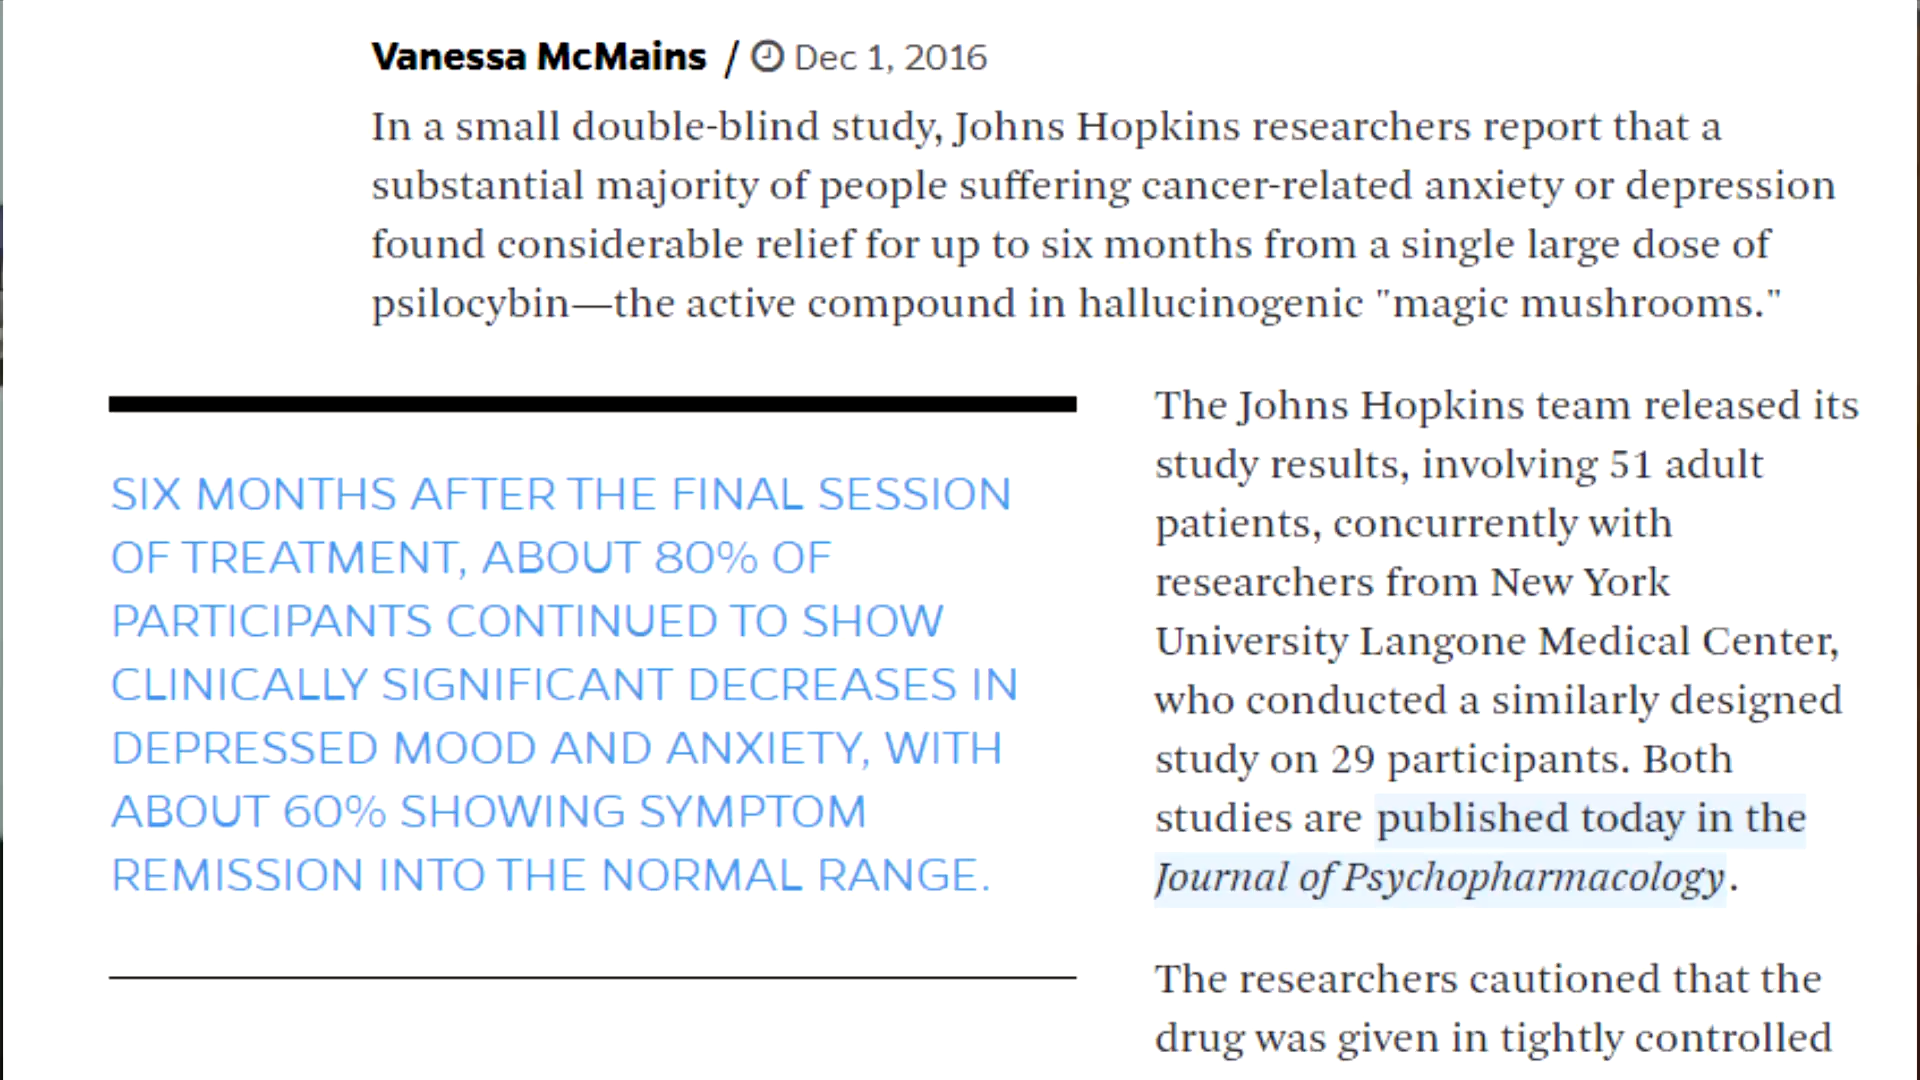 Vanessa McMains / Dec 1, 2016
In a small double-blind study, Johns Hopkins researchers report that a
substantial majority of people suffering cancer-related anxiety or depression
found considerable relief for up to six months from a single large dose of
psilocybin—the active compound in hallucinogenic "magic mushrooms."
SIX MONTHS AFTER THE FINAL SESSION
OF TREATMENT, ABOUT 80% OF
PARTICIPANTS CONTINUED TO SHOW
CLINICALLY SIGNIFICANT DECREASES IN
DEPRESSED MOOD AND ANXIETY, WITH
ABOUT 60% SHOWING SYMPTOM
REMISSION INTO THE NORMAL RANGE.
The Johns Hopkins team released its
study results, involving 51 adult
patients, concurrently with
researchers from New York
University Langone Medical Center,
who conducted a similarly designed
study on 29 participants. Both
studies are published today in the
Journal of Psychopharmacology.
The researchers cautioned that the
drug was given in tightly controlled